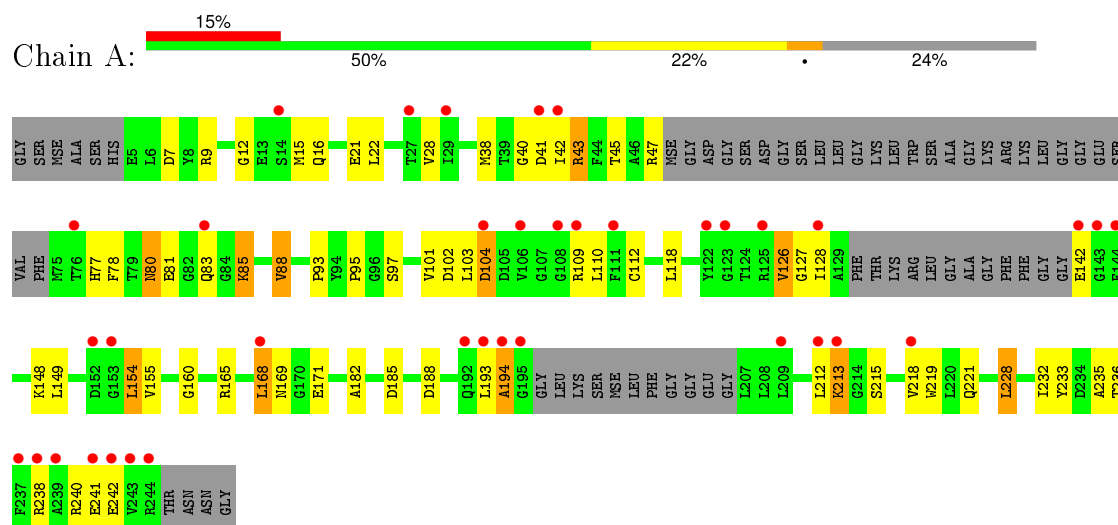 15%
Chain A:
50% 22% • 24%
GLY SER MSE ALA SER HIS E5 L6 D7 Y8 R9 G12 E13 S14 M15 Q16 E21 L22 T27 V28 I29 M38 T39 G40 D41 I42 R43 F44 T45 A46 R47 MSE GLY ASP GLY SER ASP GLY SER LEU LEU GLY LYS LEU TRP SER ALA GLY LYS ARG LYS LEU GLY GLY GLU SER
VAL PHE M75 T76 H77 F78 T79 N80 E81 G82 Q83 G84 K85 V88 P93 Y94 P95 G96 S97 V101 D102 L103 D104 D105 V106 G107 G108 R109 L110 F111 C112 L118 Y122 G123 T124 R125 V126 G127 I128 A129 PHE THR LYS ARG LEU GLY ALA GLY PHE PHE GLY GLY E142 G143 E144
K148 L149 D152 G153 L154 V155 G160 R165 L168 N169 G170 E171 A182 D185 D188 Q192 L193 A194 G195 GLY LEU LYS SER MSE LEU PHE GLY GLY GLU GLY L207 L208 L209 L212 K213 G214 S215 V218 W219 L220 Q221 L228 I232 Y233 D234 A235 T236
F237 R238 A239 R240 E241 E242 V243 R244 THR ASN ASN GLY